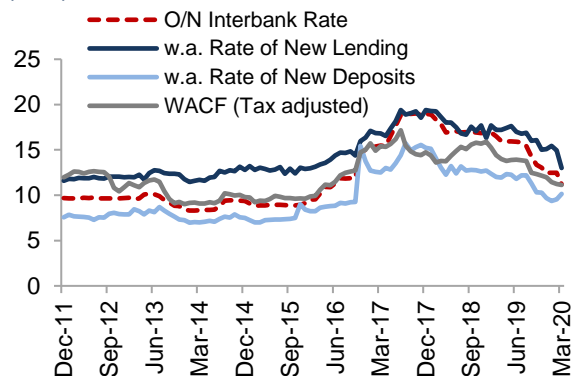 O/N Interbank Rate
w.a. Rate of New Lending
w.a. Rate of New Deposits
WACF (Tax adjusted)
25
20
15
10
5
0
Dec-11
Sep-12
Jun-13
Mar-14
Dec-14
Sep-15
Jun-16
Mar-17
Dec-17
Sep-18
Jun-19
Mar-20